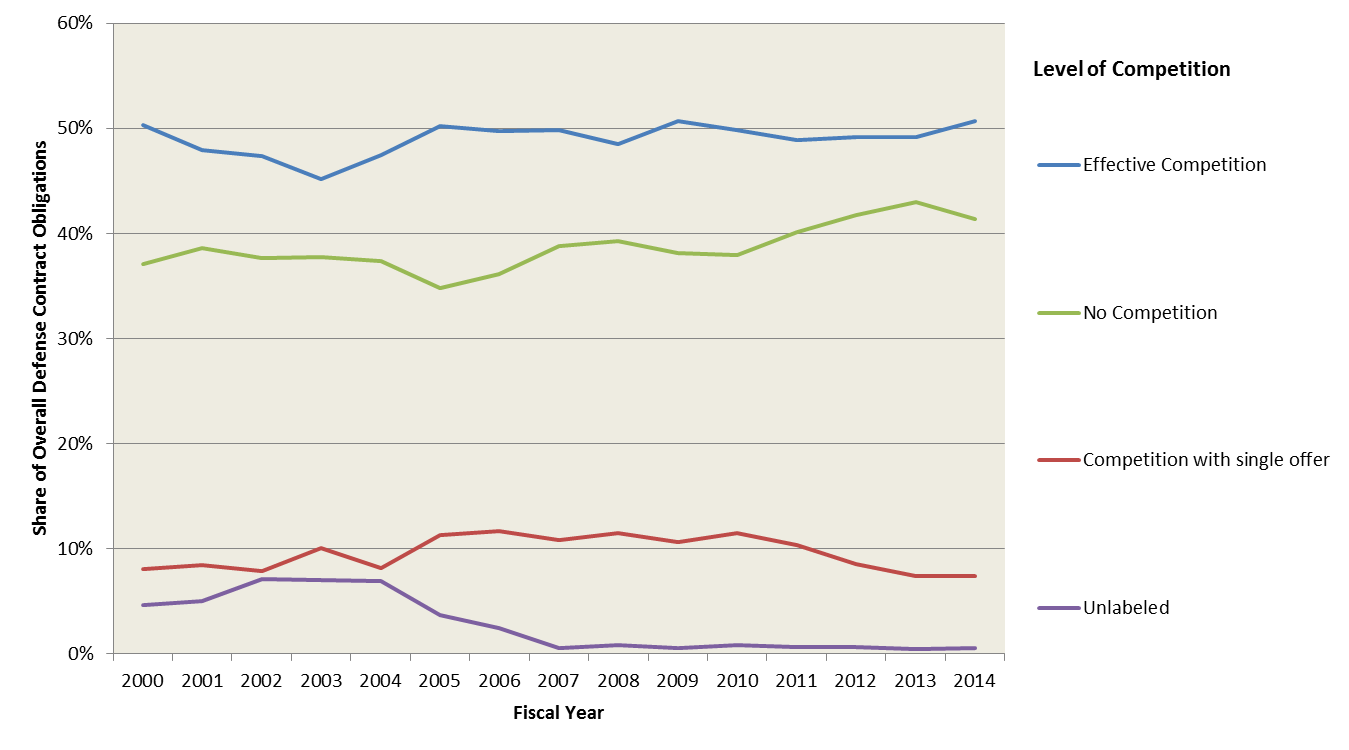 60%
50%
40%
30%
20%
10%
0%
Share of Overall Defense Contract Obligations
2000 2001 2002 2003 2004 2005 2006 2007 2008 2009 2010 2011 2012 2013 2014
Fiscal Year
Level of Competition
Effective Competition
No Competition
Competition with single offer
Unlabeled